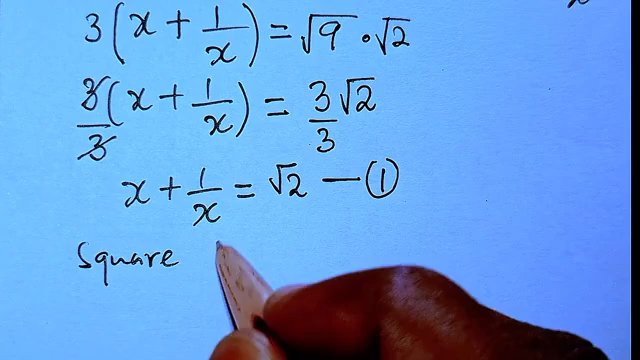 3(x + 1/x) = √9 · √2
3/3(x + 1/x) = 3/3 √2
x + 1/x = √2 — ①
Square